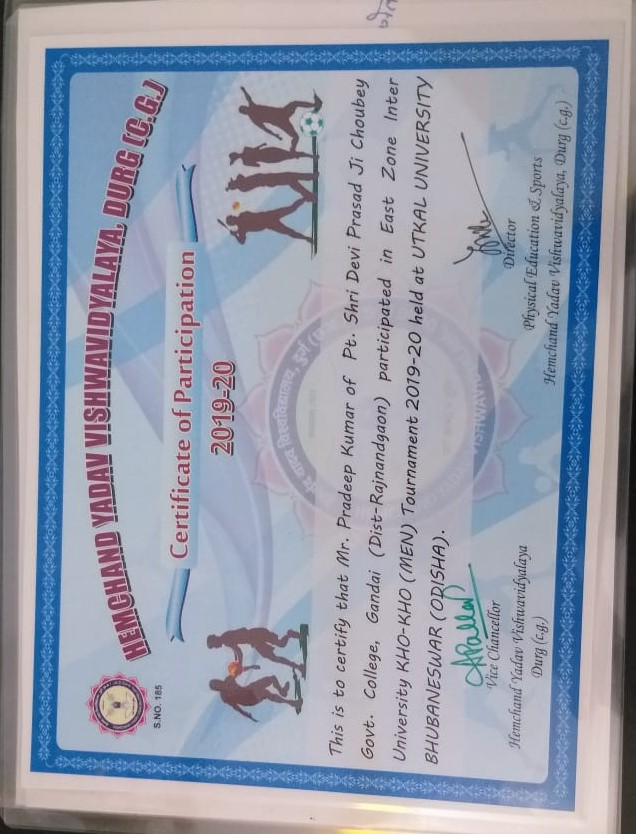 HEMCHAND YADAV VISHWAVIDYALAYA, DURG (C.G.)
S.NO. 185
Certificate of Participation
2019-20
This is to certify that Mr. Pradeep Kumar of Pt. Shri Devi Prasad Ji Choubey
Govt. College, Gandai (Dist-Rajnandgaon) participated in East Zone Inter
University KHO-KHO (MEN) Tournament 2019-20 held at UTKAL UNIVERSITY
BHUBANESWAR (ODISHA).
Vice Chancellor
Hemchand Yadav Vishwavidyalaya
Durg (c.g.)
Director
Physical Education & Sports
Hemchand Yadav Vishwavidyalaya, Durg (c.g.)